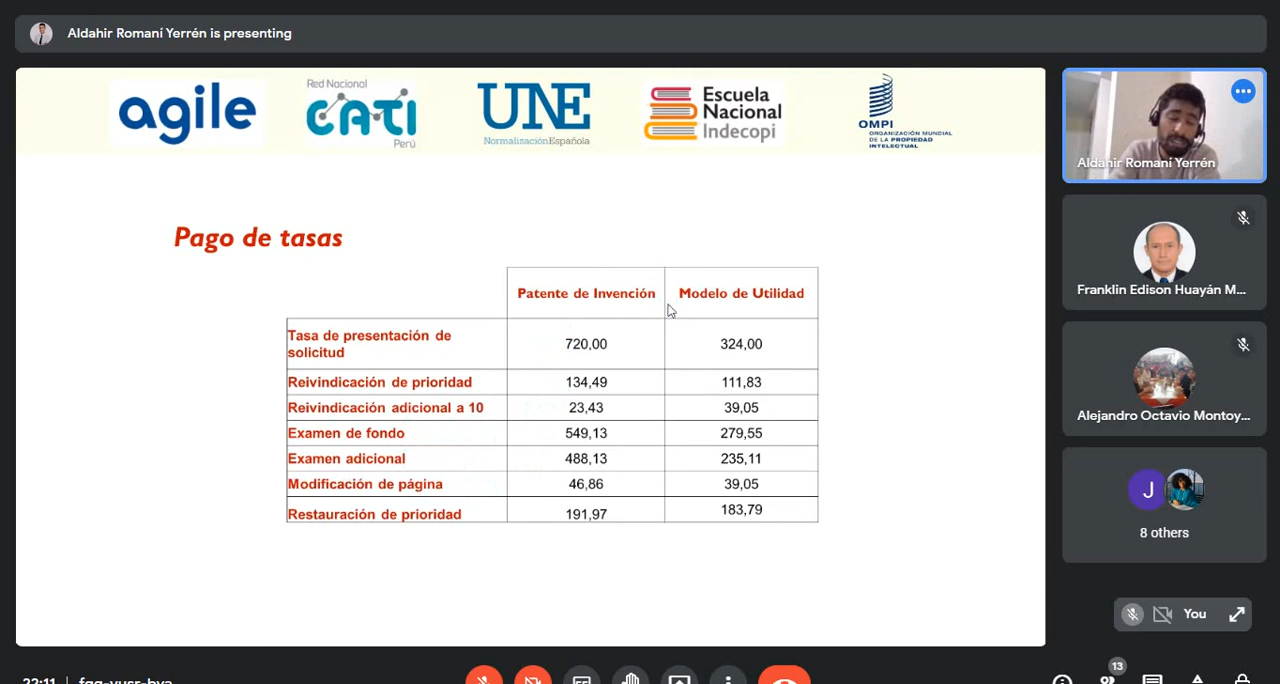 Aldahir Romaní Yerrén is presenting
agile
Red Nacional
CATI
Perú
UNE
NormalizaciónEspañola
Escuela
Nacional
Indecopi
OMPI
ORGANIZACIÓN MUNDIAL
DE LA PROPIEDAD
INTELECTUAL
Pago de tasas
Patente de Invención Modelo de Utilidad
Tasa de presentación de
solicitud 720,00 324,00
Reivindicación de prioridad 134,49 111,83
Reivindicación adicional a 10 23,43 39,05
Examen de fondo 549,13 279,55
Examen adicional 488,13 235,11
Modificación de página 46,86 39,05
Restauración de prioridad 191,97 183,79
Aldahir Romaní Yerrén
Franklin Edison Huayán M...
Alejandro Octavio Montoy...
J
8 others
You
13
22:11